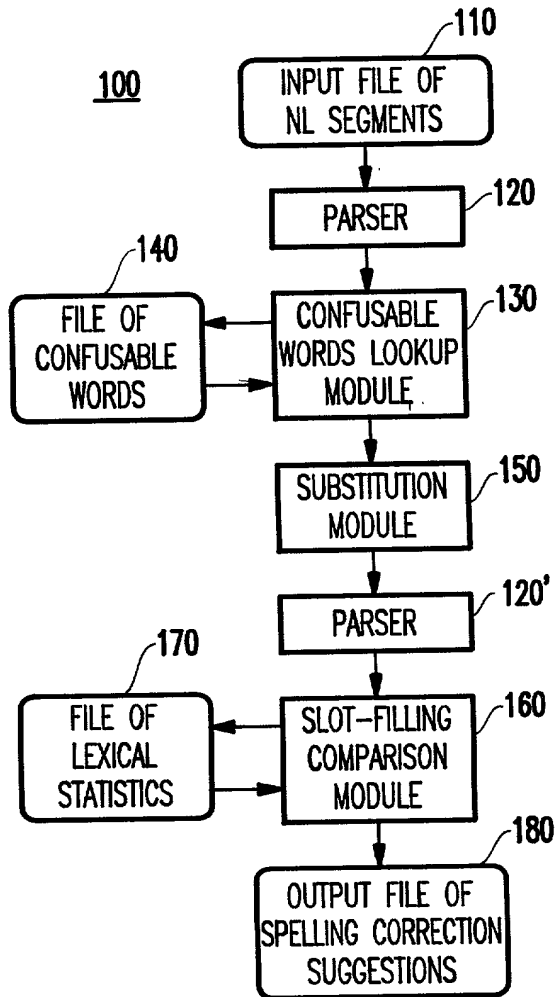 110
100
INPUT FILE OF
NL SEGMENTS
120
PARSER
140
130
FILE OF
CONFUSABLE
WORDS
CONFUSABLE
WORDS LOOKUP
MODULE
SUBSTITUTION
MODULE
150
120'
PARSER
170
160
FILE OF
LEXICAL
STATISTICS
SLOT-FILLING
COMPARISON
MODULE
180
OUTPUT FILE OF
SPELLING CORRECTION
SUGGESTIONS